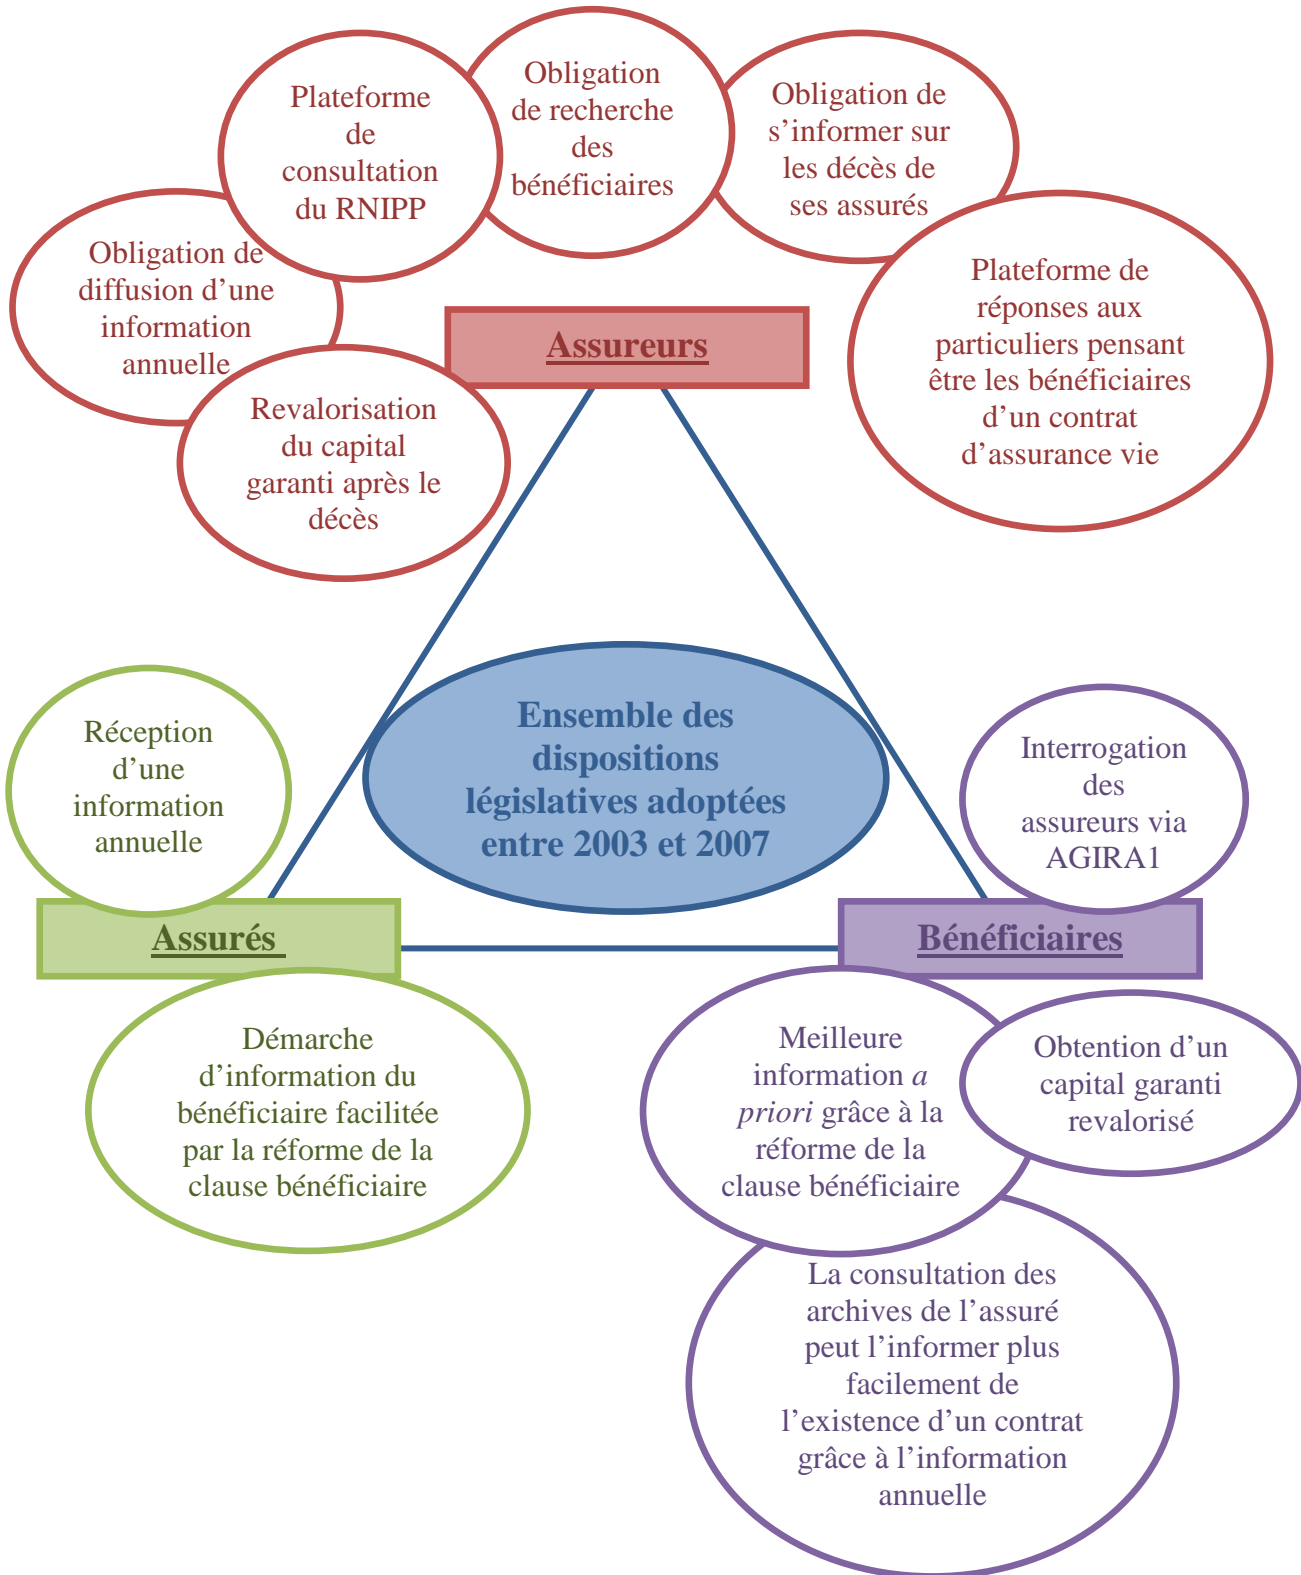 Obligation
de recherche
des
bénéficiaires
Plateforme
de
consultation
du RNIPP
Obligation de
s’informer sur
les décès de
ses assurés
Obligation de
diffusion d’une
information
annuelle
Plateforme de
réponses aux
particuliers pensant
être les bénéficiaires
d’un contrat
d’assurance vie
Assureurs
Revalorisation
du capital
garanti après le
décès
Ensemble des
dispositions
législatives adoptées
entre 2003 et 2007
Réception
d’une
information
annuelle
Interrogation
des
assureurs via
AGIRA1
Assurés
Bénéficiaires
Démarche
d’information du
bénéficiaire facilitée
par la réforme de la
clause bénéficiaire
Meilleure
information a
priori grâce à la
réforme de la
clause bénéficiaire
Obtention d’un
capital garanti
revalorisé
La consultation des
archives de l’assuré
peut l’informer plus
facilement de
l’existence d’un contrat
grâce à l’information
annuelle